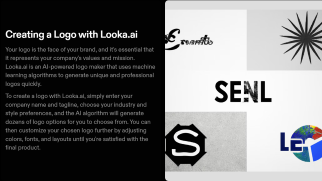 Creating a Logo with Looka.ai
Your logo is the face of your brand, and it's essential that
it represents your company's values and mission.
Looka.ai is an AI-powered logo maker that uses machine
learning algorithms to generate unique and professional
logos quickly.
To create a logo with Looka.ai, simply enter your
company name and tagline, choose your industry and
style preferences, and the AI algorithm will generate
dozens of logo options for you to choose from. You can
then customize your chosen logo further by adjusting
colors, fonts, and layouts until you're satisfied with the
final product.
SENL
S